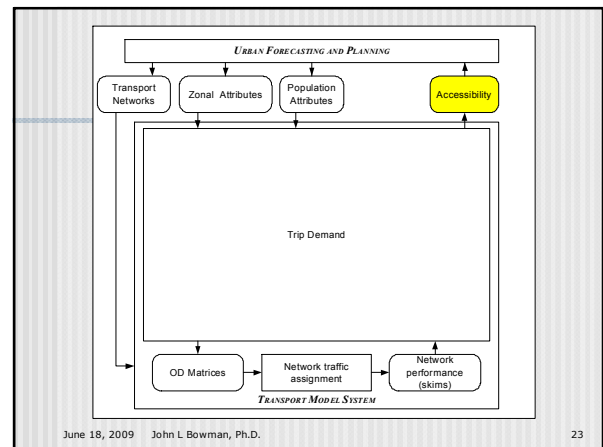 URBAN FORECASTING AND PLANNING
Transport
Networks
Zonal Attributes
Population
Attributes
Accessibility
Trip Demand
OD Matrices
Network traffic
assignment
Network
performance
(skims)
TRANSPORT MODEL SYSTEM
June 18, 2009 John L Bowman, Ph.D. 23